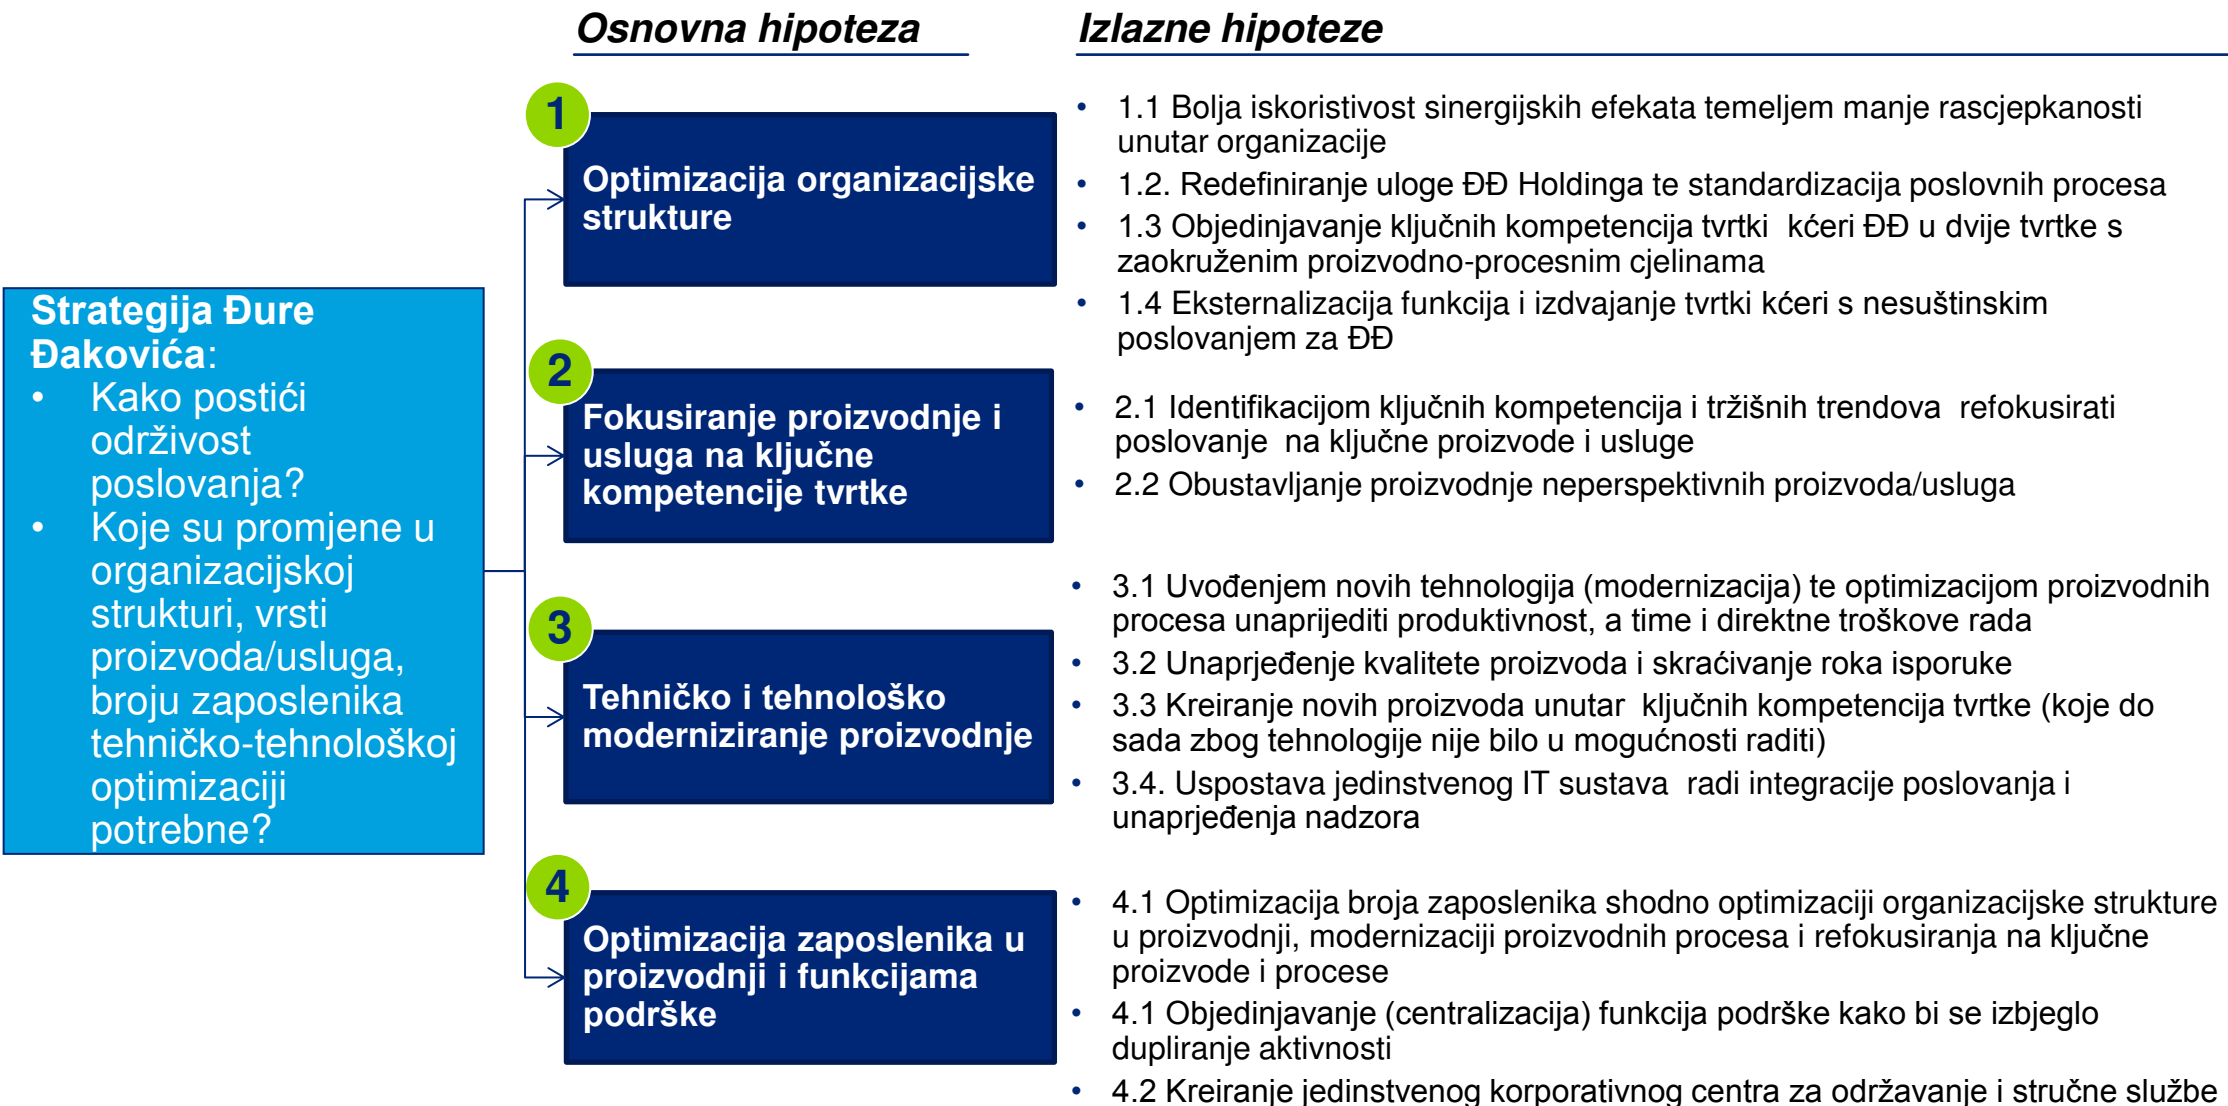 Osnovna hipoteza
Izlazne hipoteze
Strategija Đure
Đakovića:
• Kako postići
održivost
poslovanja?
• Koje su promjene u
organizacijskoj
strukturi, vrsti
proizvoda/usluga,
broju zaposlenika
tehničko-tehnološkoj
optimizaciji
potrebne?
1
Optimizacija organizacijske
strukture
• 1.1 Bolja iskoristivost sinergijskih efekata temeljem manje rascjepkanosti
unutar organizacije
• 1.2. Redefiniranje uloge ĐĐ Holdinga te standardizacija poslovnih procesa
• 1.3 Objedinjavanje ključnih kompetencija tvrtki kćeri ĐĐ u dvije tvrtke s
zaokruženim proizvodno-procesnim cjelinama
• 1.4 Eksternalizacija funkcija i izdvajanje tvrtki kćeri s nesuštinskim
poslovanjem za ĐĐ
2
Fokusiranje proizvodnje i
usluga na ključne
kompetencije tvrtke
• 2.1 Identifikacijom ključnih kompetencija i tržišnih trendova refokusirati
poslovanje na ključne proizvode i usluge
• 2.2 Obustavljanje proizvodnje neperspektivnih proizvoda/usluga
3
Tehničko i tehnološko
moderniziranje proizvodnje
• 3.1 Uvođenjem novih tehnologija (modernizacija) te optimizacijom proizvodnih
procesa unaprijediti produktivnost, a time i direktne troškove rada
• 3.2 Unaprjeđenje kvalitete proizvoda i skraćivanje roka isporuke
• 3.3 Kreiranje novih proizvoda unutar ključnih kompetencija tvrtke (koje do
sada zbog tehnologije nije bilo u mogućnosti raditi)
• 3.4. Uspostava jedinstvenog IT sustava radi integracije poslovanja i
unaprjeđenja nadzora
4
Optimizacija zaposlenika u
proizvodnji i funkcijama
podrške
• 4.1 Optimizacija broja zaposlenika shodno optimizaciji organizacijske strukture
u proizvodnji, modernizaciji proizvodnih procesa i refokusiranja na ključne
proizvode i procese
• 4.1 Objedinjavanje (centralizacija) funkcija podrške kako bi se izbjeglo
dupliranje aktivnosti
• 4.2 Kreiranje jedinstvenog korporativnog centra za održavanje i stručne službe